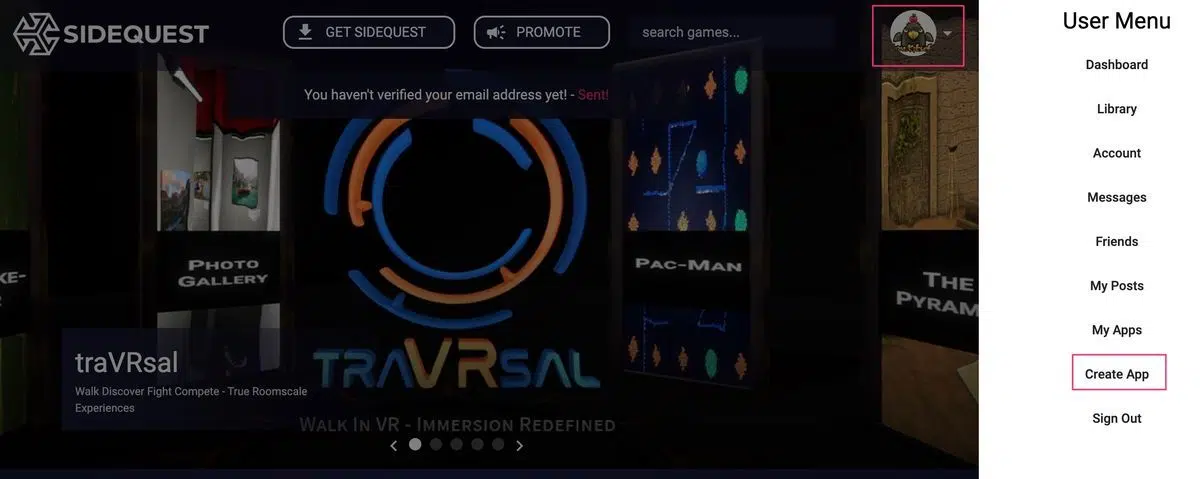 SIDEQUEST
GET SIDEQUEST
PROMOTE
search games...
You haven't verified your email address yet! - Sent!
PHOTO
GALLERY
PAC-MAN
THE
PYRAM
KE-
R
traVRsal
Walk Discover Fight Compete - True Roomscale
Experiences
TRAVRSAL
WALK IN VR - IMMERSION REDEFINED
User Menu
Dashboard
Library
Account
Messages
Friends
My Posts
My Apps
Create App
Sign Out